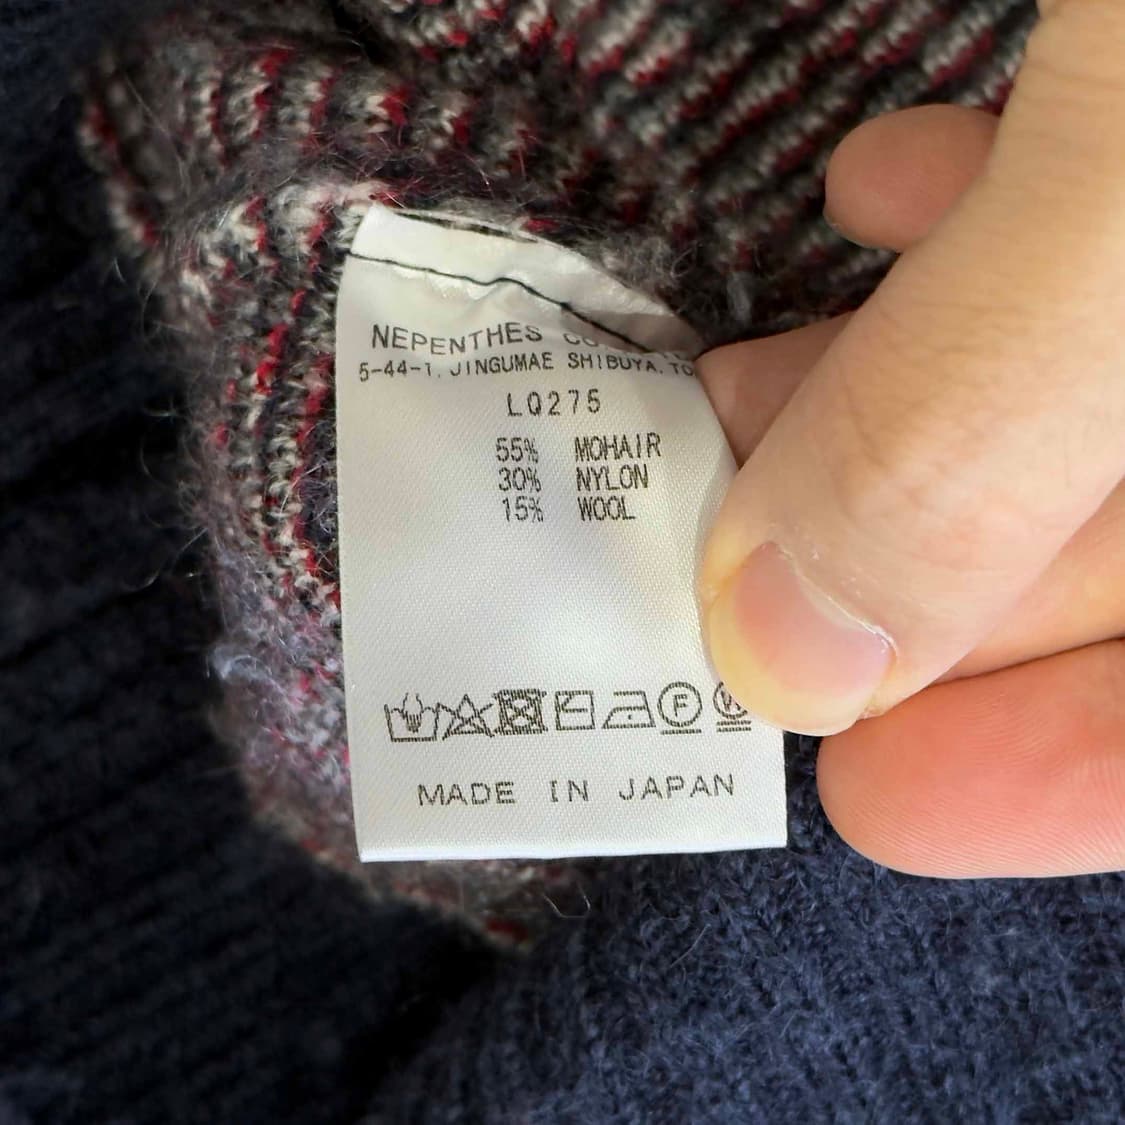 NEPENTHES
5-44-1. JINGUMAE SHIBUYA.
LQ275
55% MOHAIR
30% NYLON
15% WOOL
F W
MADE IN JAPAN